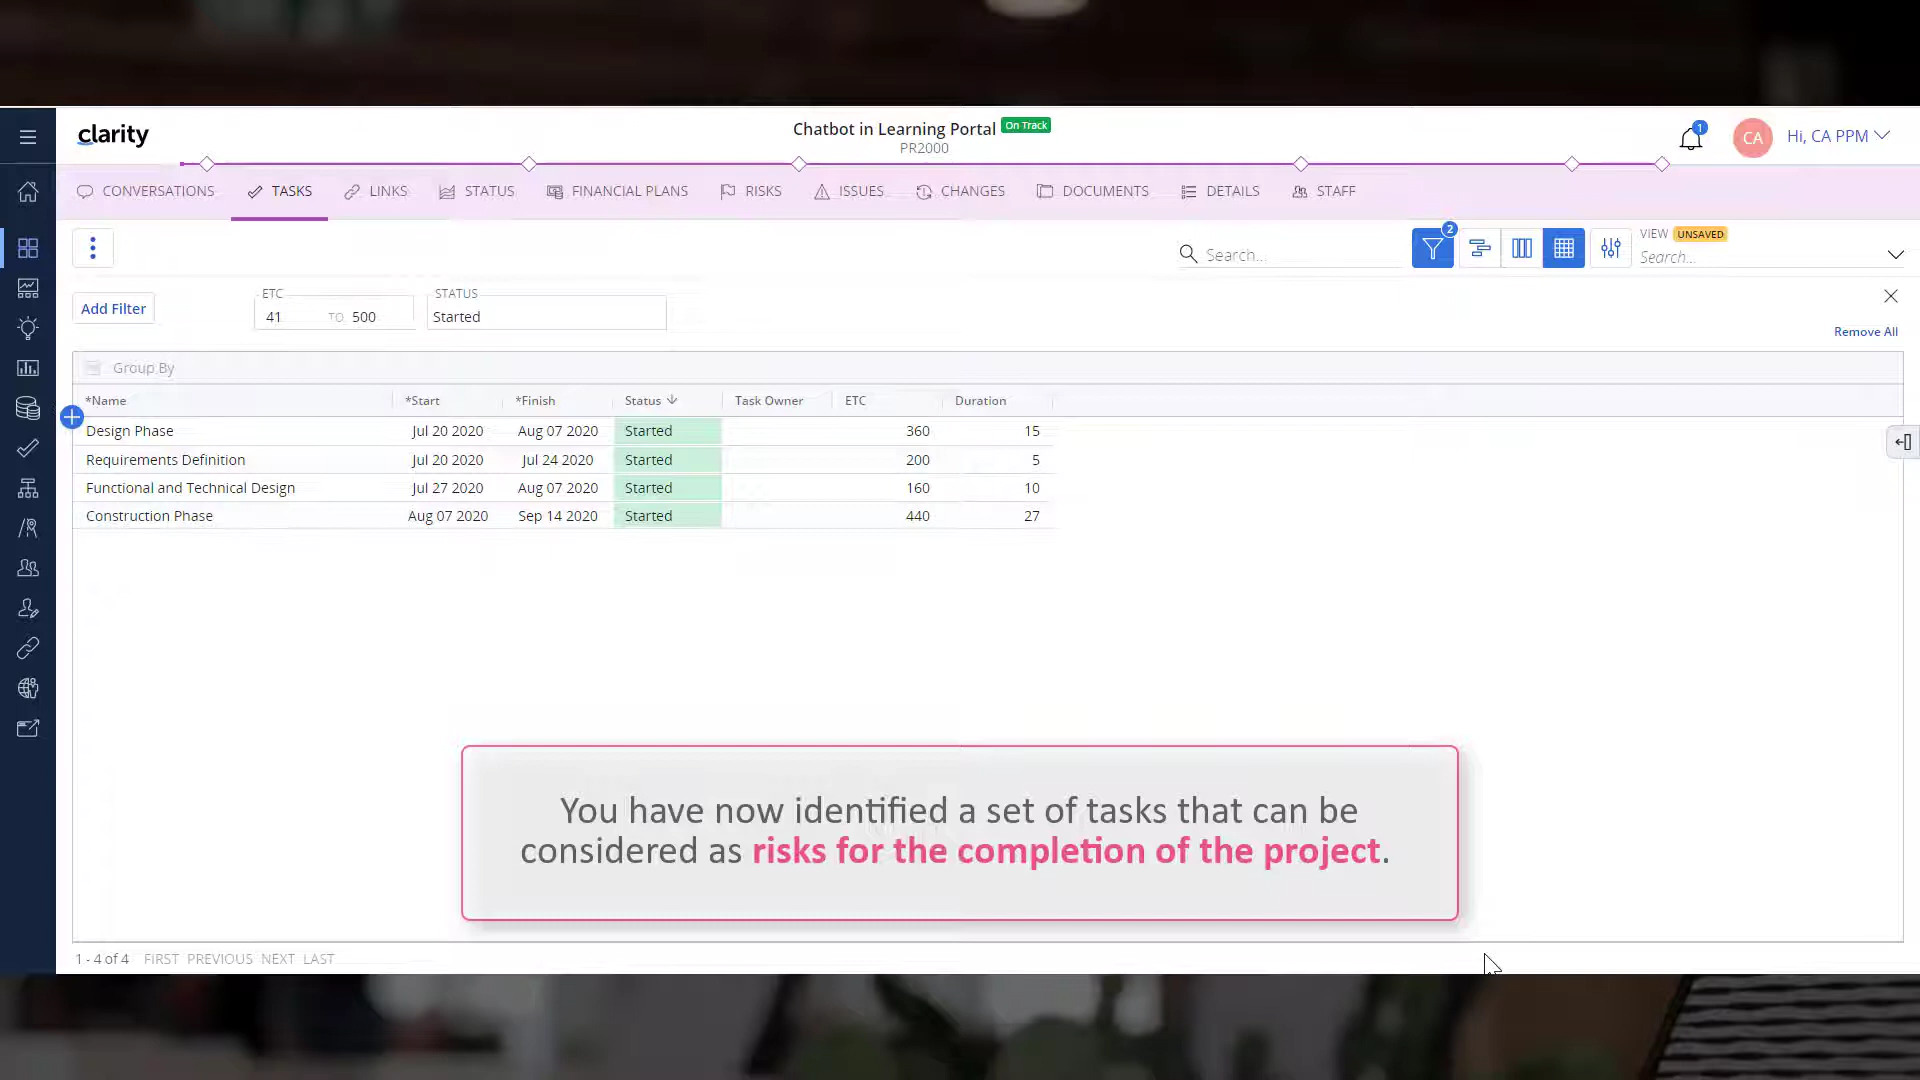 clarity
Chatbot in Learning Portal On Track
PR2000
1
CA
Hi, CA PPM
CONVERSATIONS TASKS LINKS STATUS FINANCIAL PLANS RISKS ISSUES CHANGES DOCUMENTS DETAILS STAFF
Search...
2
VIEW UNSAVED
Search...
Add Filter
ETC
41 TO 500
STATUS
Started
Remove All
Group By
*Name *Start *Finish Status Task Owner ETC Duration
Design Phase Jul 20 2020 Aug 07 2020 Started 360 15
Requirements Definition Jul 20 2020 Jul 24 2020 Started 200 5
Functional and Technical Design Jul 27 2020 Aug 07 2020 Started 160 10
Construction Phase Aug 07 2020 Sep 14 2020 Started 440 27
You have now identified a set of tasks that can be
considered as risks for the completion of the project.
1 - 4 of 4 FIRST PREVIOUS NEXT LAST